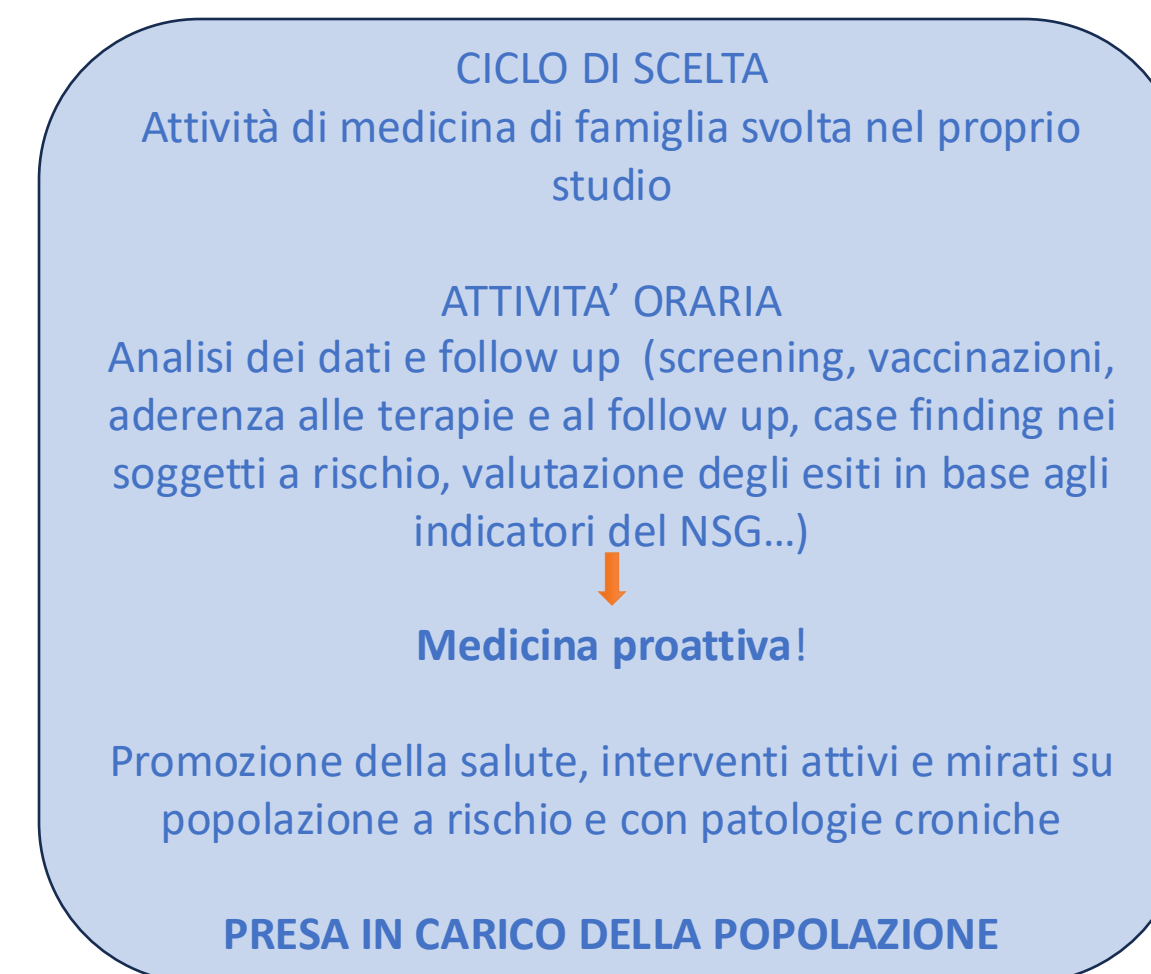 CICLO DI SCELTA
Attività di medicina di famiglia svolta nel proprio
studio
ATTIVITA’ ORARIA
Analisi dei dati e follow up  (screening, vaccinazioni,
aderenza alle terapie e al follow up, case finding nei
soggetti a rischio, valutazione degli esiti in base agli
indicatori del NSG…)
Medicina proattiva!
Promozione della salute, interventi attivi e mirati su
popolazione a rischio e con patologie croniche
PRESA IN CARICO DELLA POPOLAZIONE